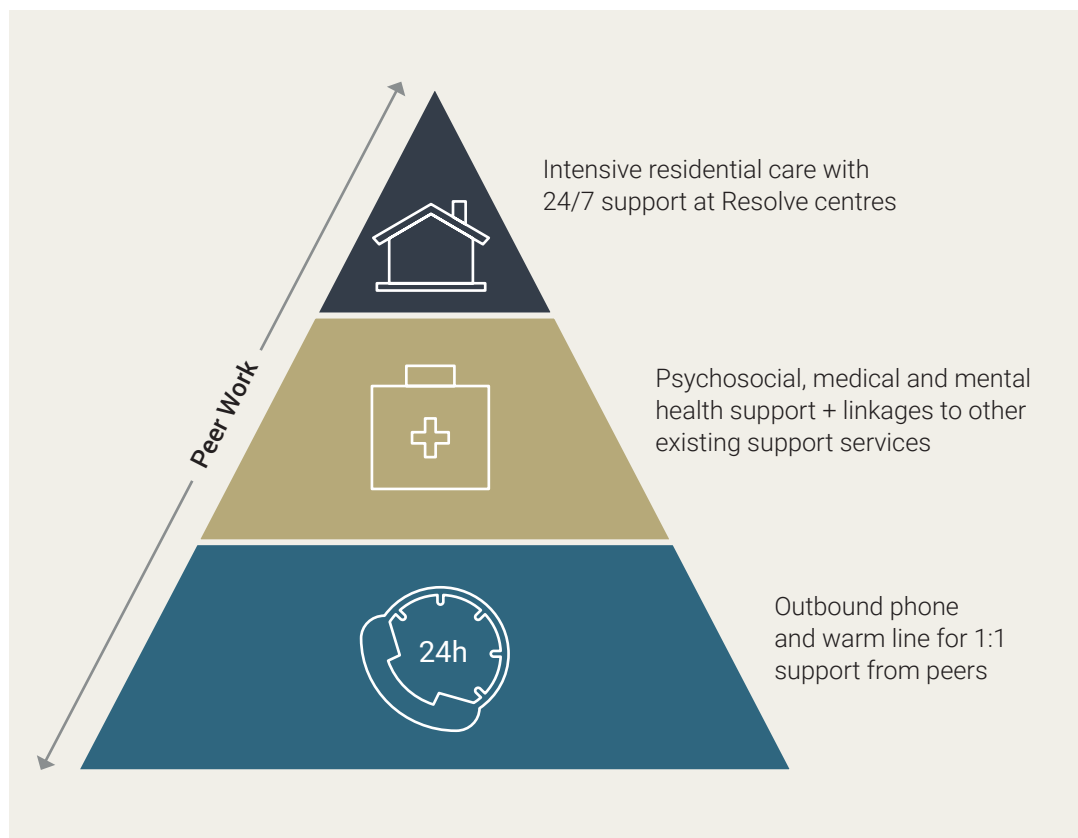 Intensive residential care with
24/7 support at Resolve centres
Peer Work
Psychosocial, medical and mental
health support + linkages to other
existing support services
24h
Outbound phone
and warm line for 1:1
support from peers